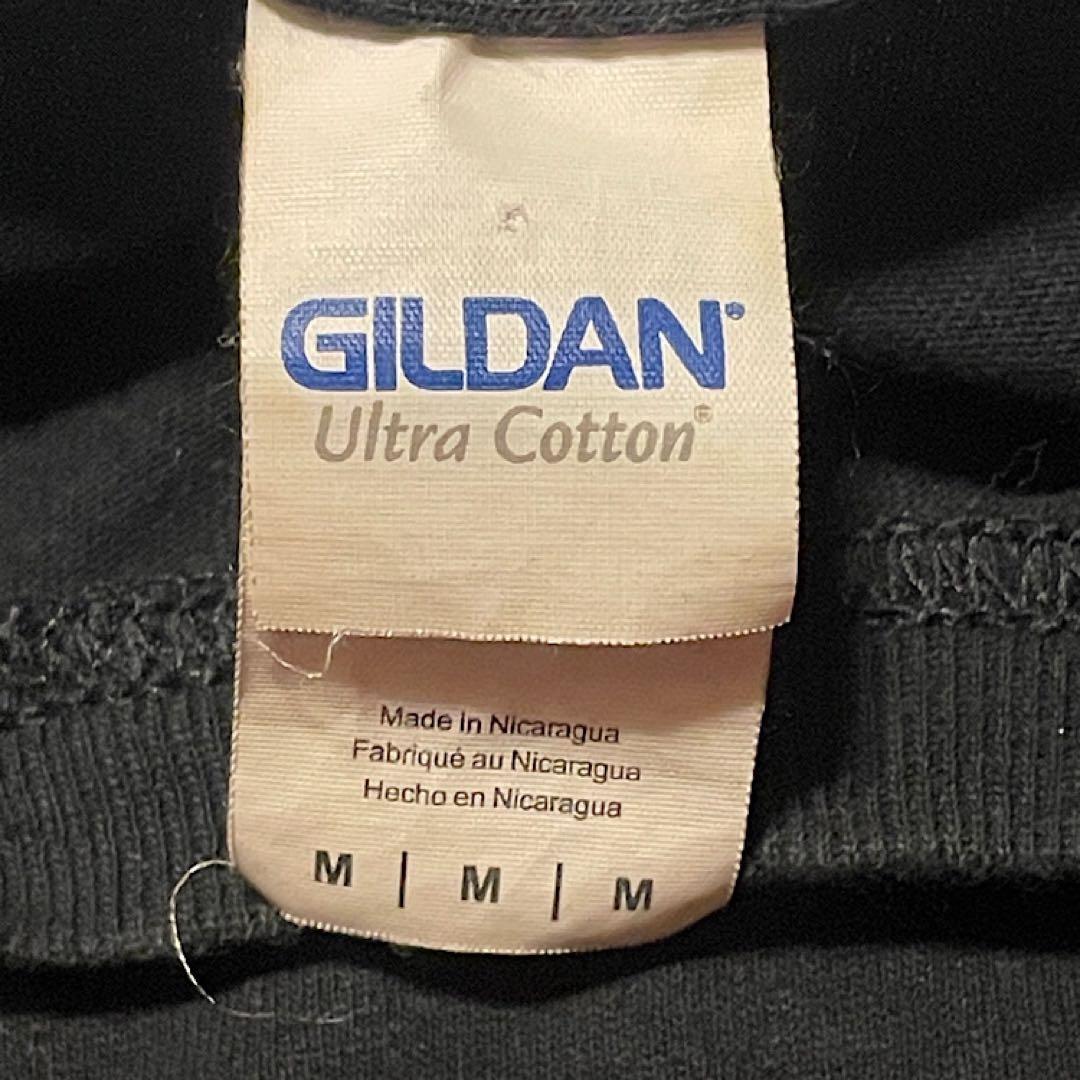 GILDAN®
Ultra Cotton®
Made in Nicaragua
Fabriqué au Nicaragua
Hecho en Nicaragua
M | M | M